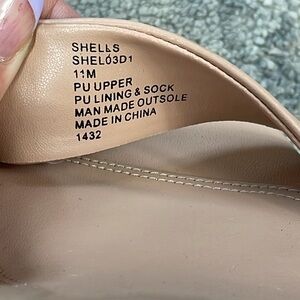 SHELLS
SHEL03D1
11M
PU UPPER
PU LINING & SOCK
MAN MADE OUTSOLE
MADE IN CHINA
1432